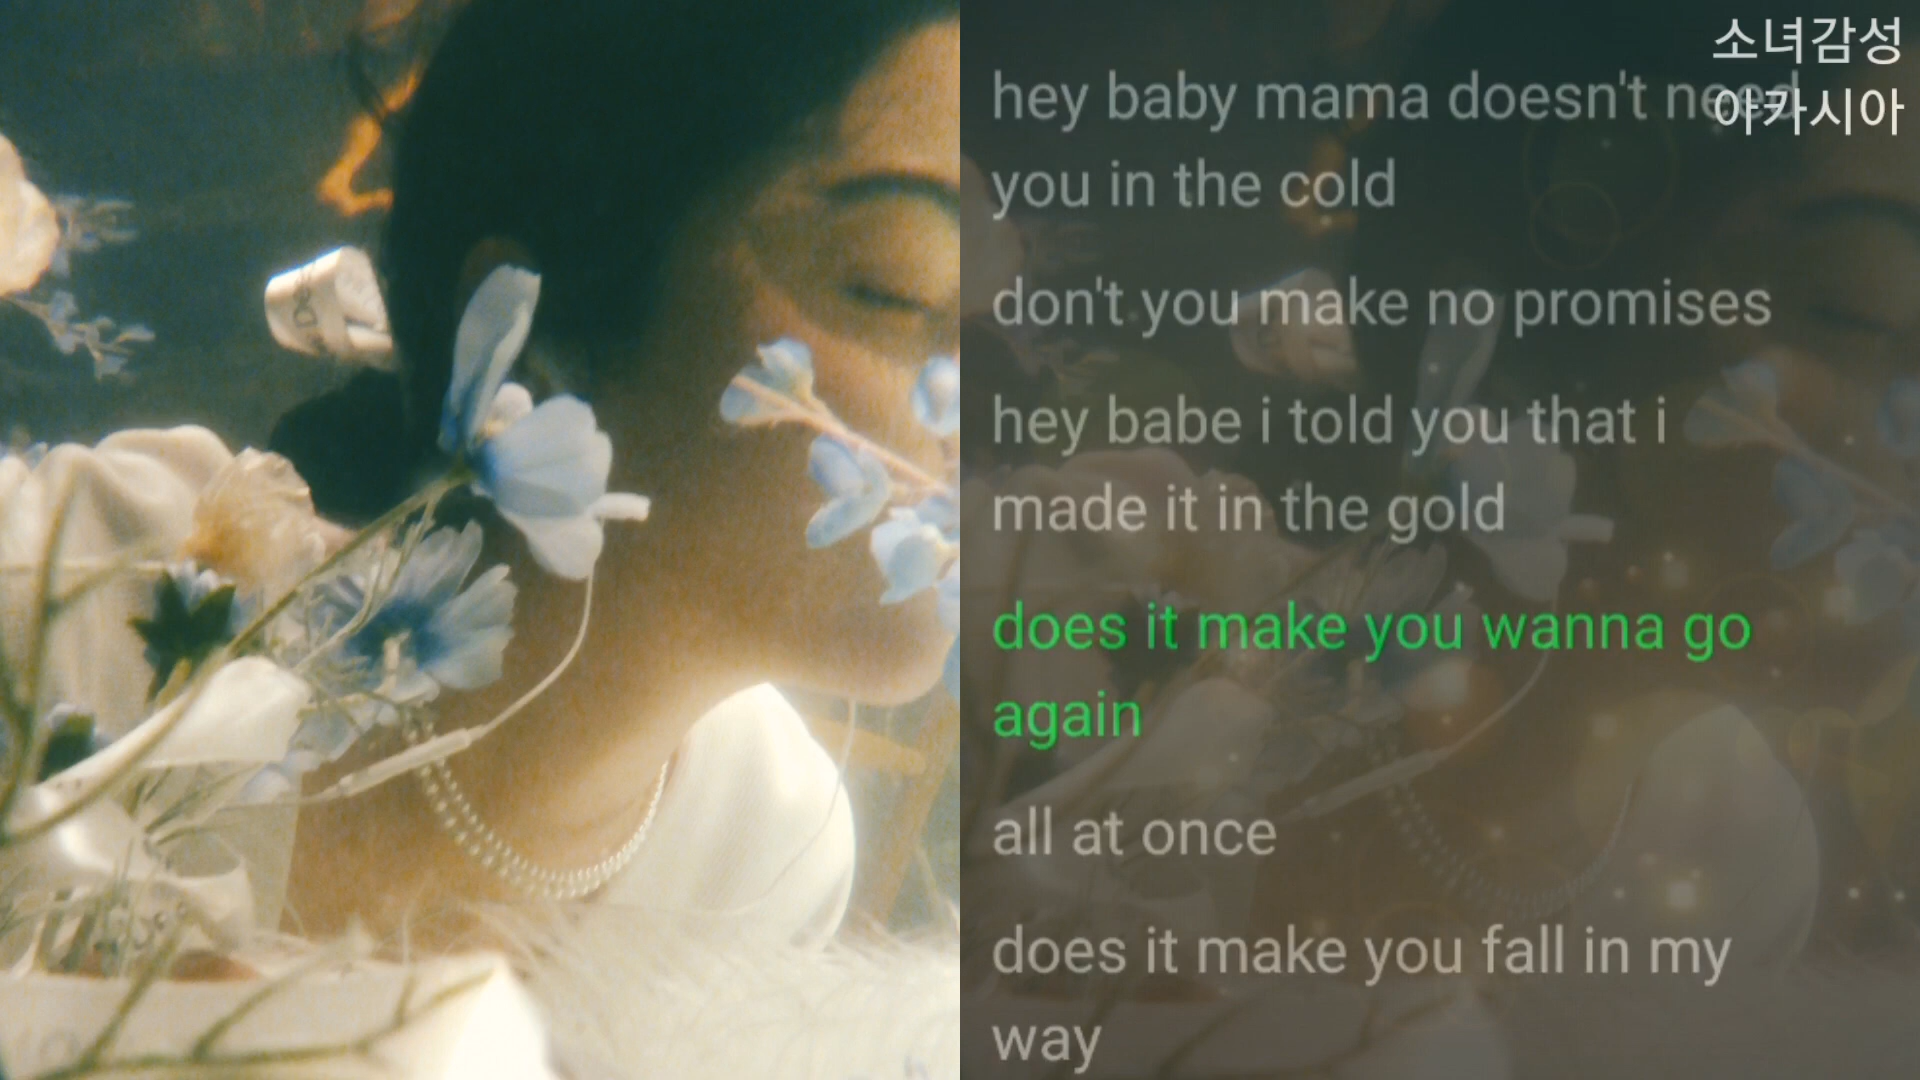 소녀감성
아카시아
hey baby mama doesn't need
you in the cold
don't you make no promises
hey babe i told you that i
made it in the gold
does it make you wanna go
again
all at once
does it make you fall in my
way